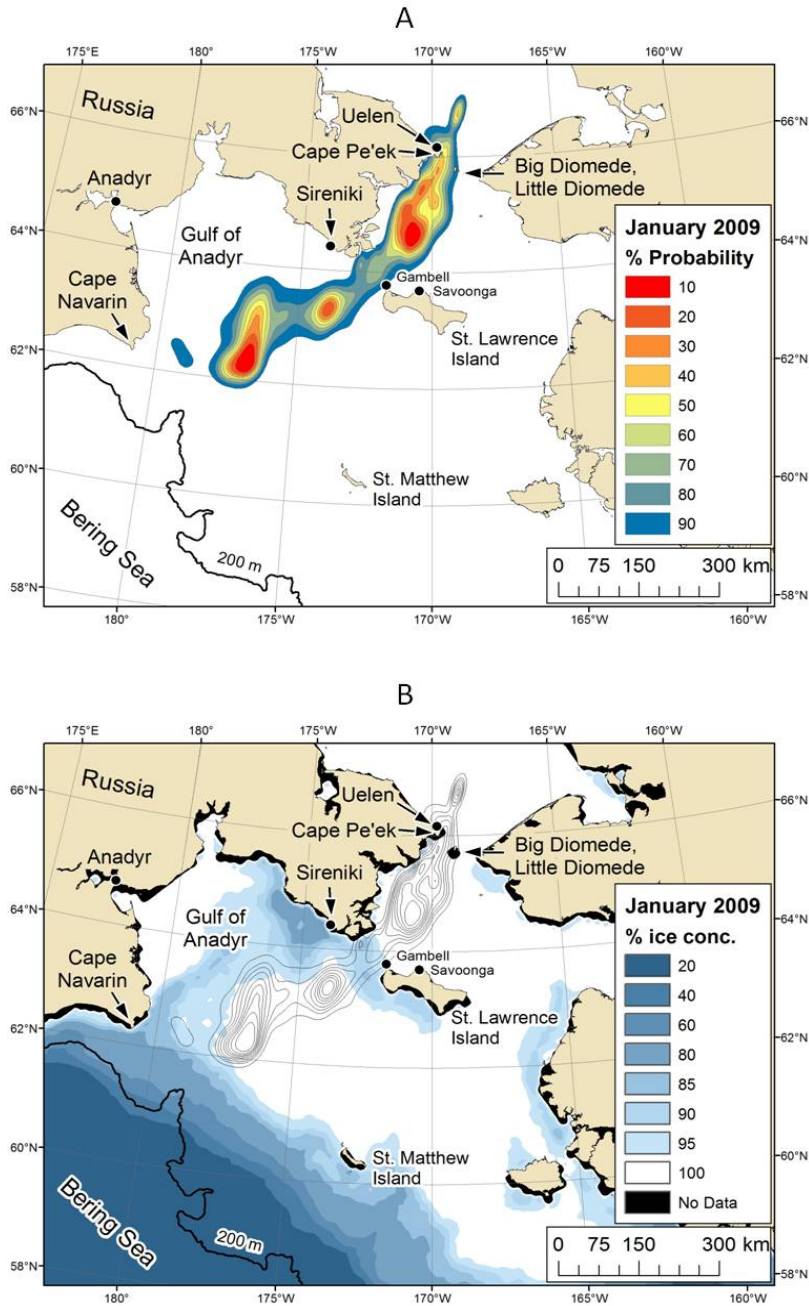 A
175°E
180°
175°W
170°W
165°W
160°W
66°N
64°N
62°N
60°N
58°N
66°N
64°N
62°N
60°N
58°N
180°
175°W
170°W
165°W
160°W
Russia
Uelen
Cape Pe'ek
Big Diomede,
Little Diomede
Anadyr
Sireniki
Gulf of
Anadyr
Cape
Navarin
Gambell
Savoonga
St. Lawrence
Island
St. Matthew
Island
Bering Sea
200 m
January 2009
% Probability
10
20
30
40
50
60
70
80
90
0 75 150 300 km
B
175°E
180°
175°W
170°W
165°W
160°W
66°N
64°N
62°N
60°N
58°N
66°N
64°N
62°N
60°N
58°N
180°
175°W
170°W
165°W
160°W
Russia
Uelen
Cape Pe'ek
Big Diomede,
Little Diomede
Anadyr
Sireniki
Gulf of
Anadyr
Cape
Navarin
Gambell
Savoonga
St. Lawrence
Island
St. Matthew
Island
Bering Sea
200 m
January 2009
% ice conc.
20
40
60
80
85
90
95
100
No Data
0 75 150 300 km